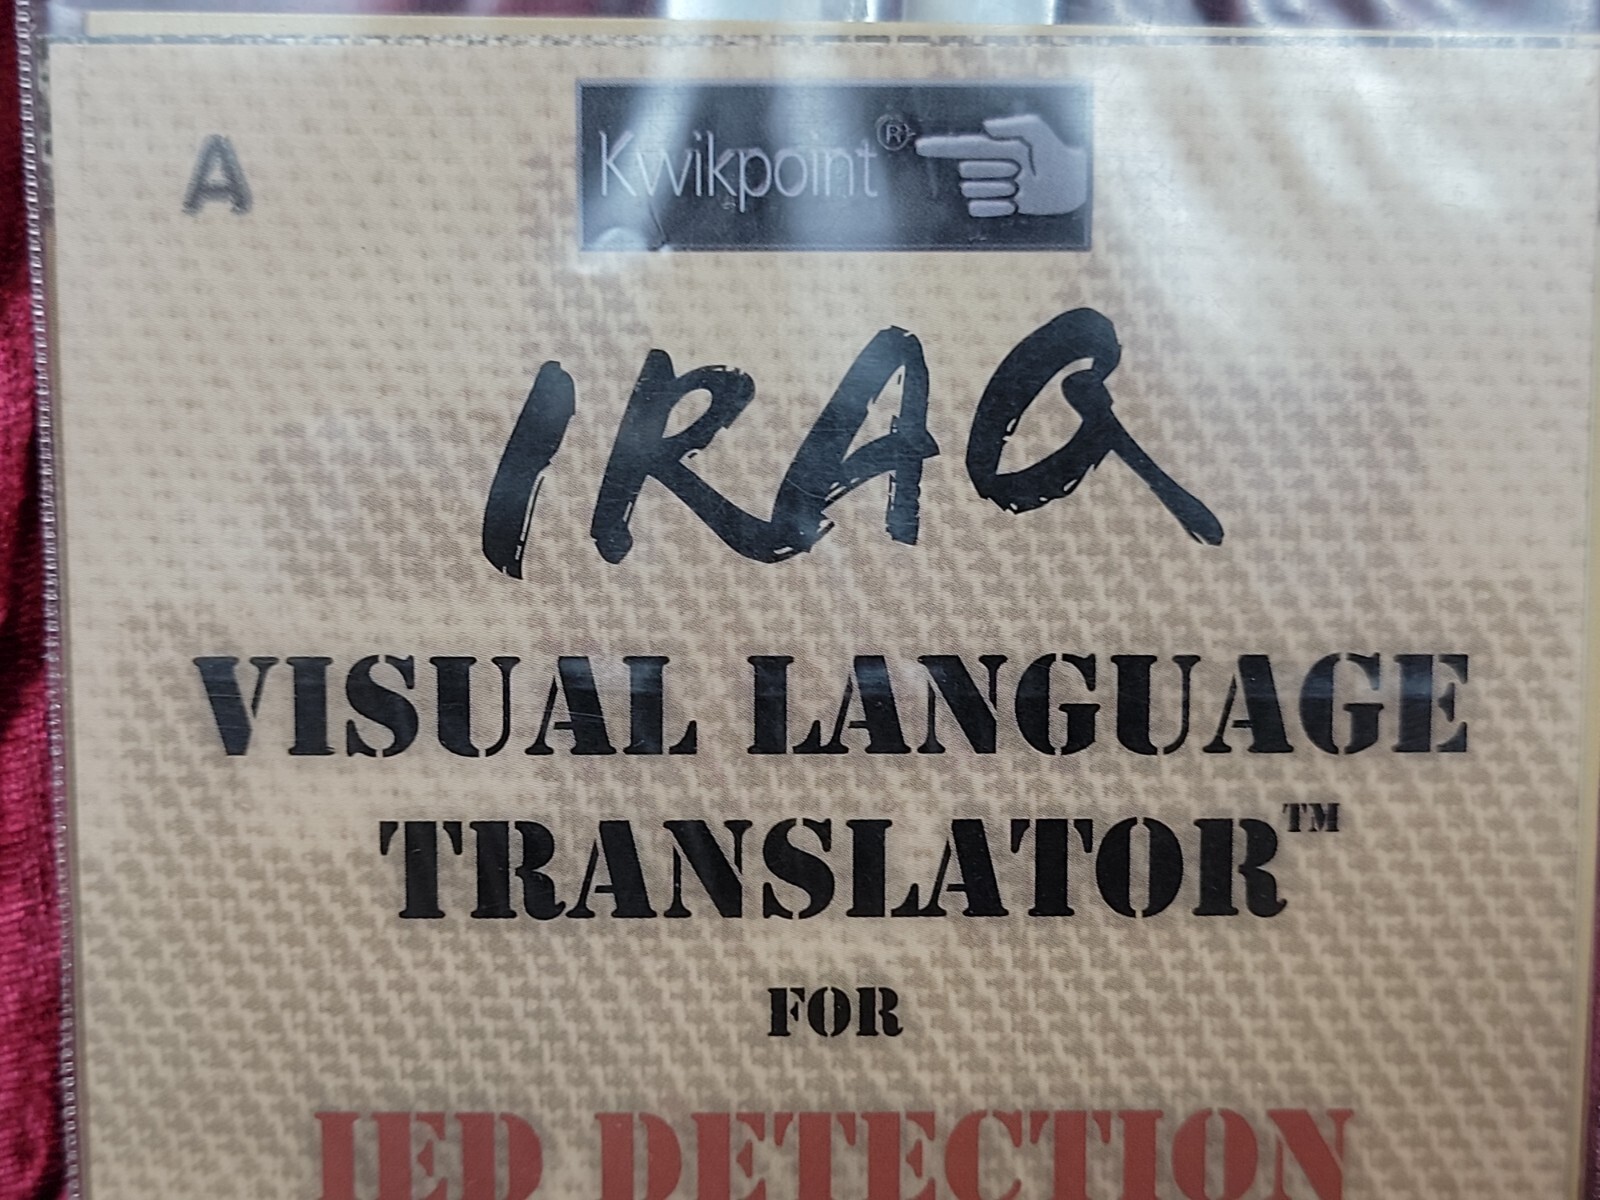 A
Kwikpoint®
IRAQ
VISUAL LANGUAGE
TRANSLATOR™
FOR
IED DETECTION